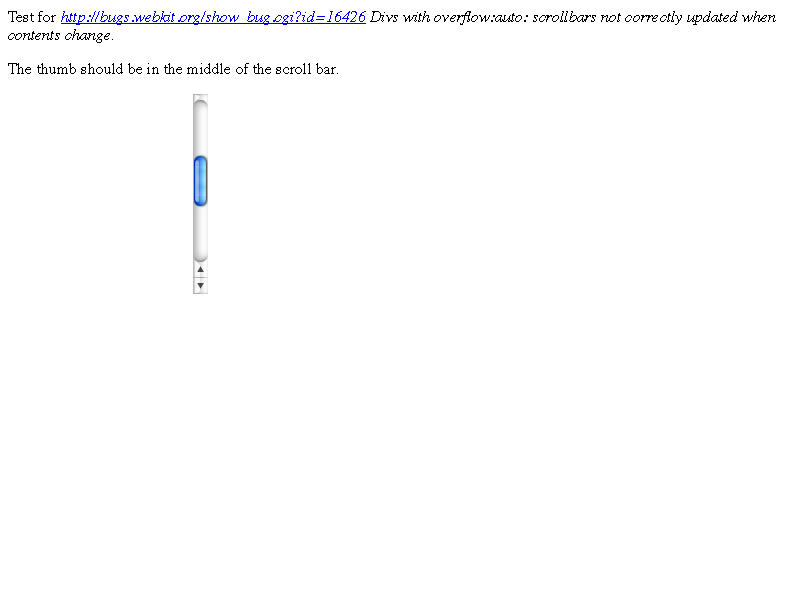 Test for http://bugs.webkit.org/show_bug.cgi?id=16426 Divs with overflow:auto: scrollbars not correctly updated when
contents change.
The thumb should be in the middle of the scroll bar.